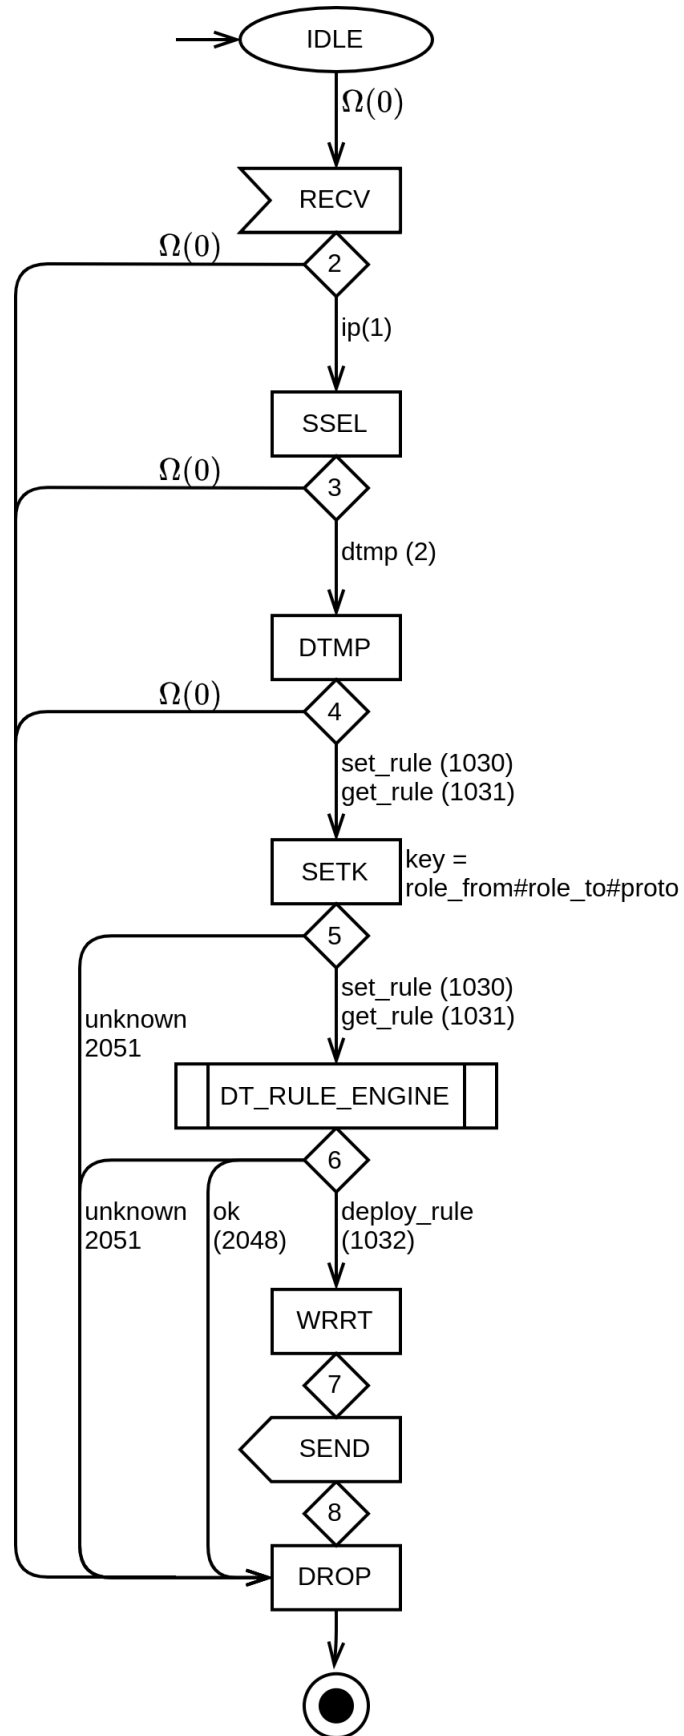 IDLE
Ω(0)
RECV
Ω(0)
2
ip(1)
SSEL
Ω(0)
3
dtmp (2)
DTMP
Ω(0)
4
set_rule (1030)
get_rule (1031)
SETK
key =
role_from#role_to#proto
5
set_rule (1030)
get_rule (1031)
unknown
2051
DT_RULE_ENGINE
6
unknown
2051
ok
(2048)
deploy_rule
(1032)
WRRT
7
SEND
8
DROP